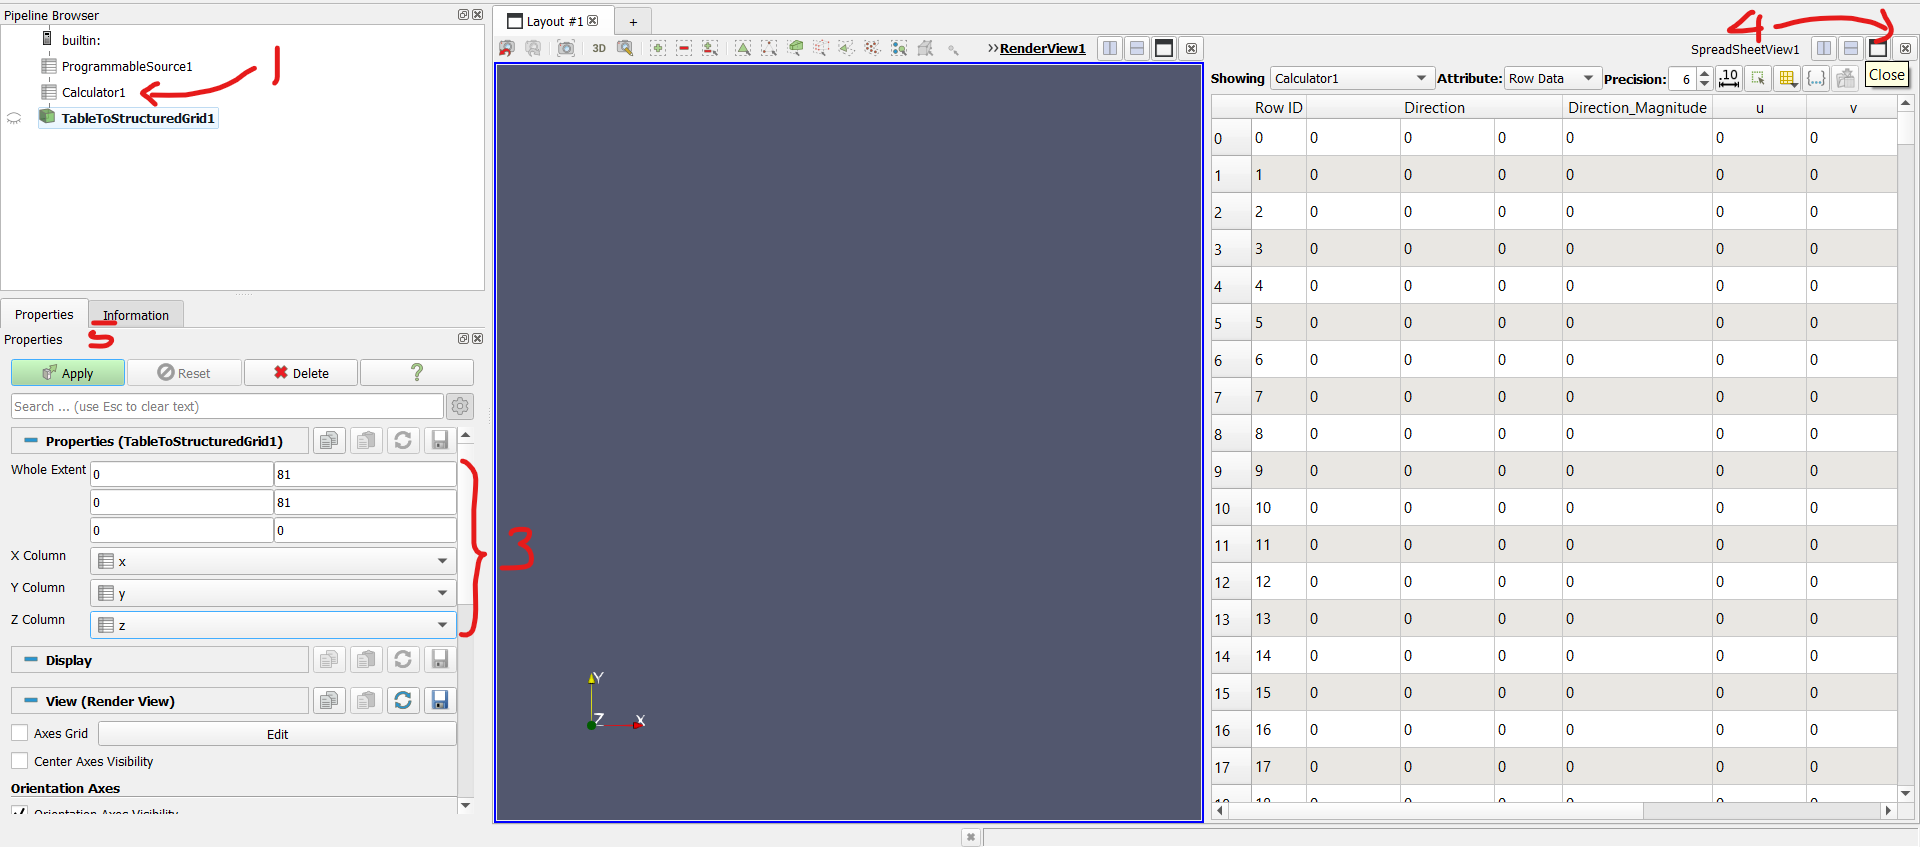 Pipeline Browser
builtin:
ProgrammableSource1
Calculator1
TableToStructuredGrid1
1
Properties
Information
Properties
5
Apply
Reset
Delete
?
Search ... (use Esc to clear text)
Properties (TableToStructuredGrid1)
Whole Extent
0
81
0
81
0
0
X Column
x
Y Column
y
Z Column
z
3
Display
View (Render View)
Axes Grid
Edit
Center Axes Visibility
Orientation Axes
Orientation Axes Visibility
Layout #1
+
3D
»RenderView1
Y
Z
X
4
SpreadSheetView1
Close
Showing
Calculator1
Attribute:
Row Data
Precision:
6
.10
{...}
Row ID Direction Direction_Magnitude u v
0 0 0 0 0 0 0 0
1 1 0 0 0 0 0 0
2 2 0 0 0 0 0 0
3 3 0 0 0 0 0 0
4 4 0 0 0 0 0 0
5 5 0 0 0 0 0 0
6 6 0 0 0 0 0 0
7 7 0 0 0 0 0 0
8 8 0 0 0 0 0 0
9 9 0 0 0 0 0 0
10 10 0 0 0 0 0 0
11 11 0 0 0 0 0 0
12 12 0 0 0 0 0 0
13 13 0 0 0 0 0 0
14 14 0 0 0 0 0 0
15 15 0 0 0 0 0 0
16 16 0 0 0 0 0 0
17 17 0 0 0 0 0 0